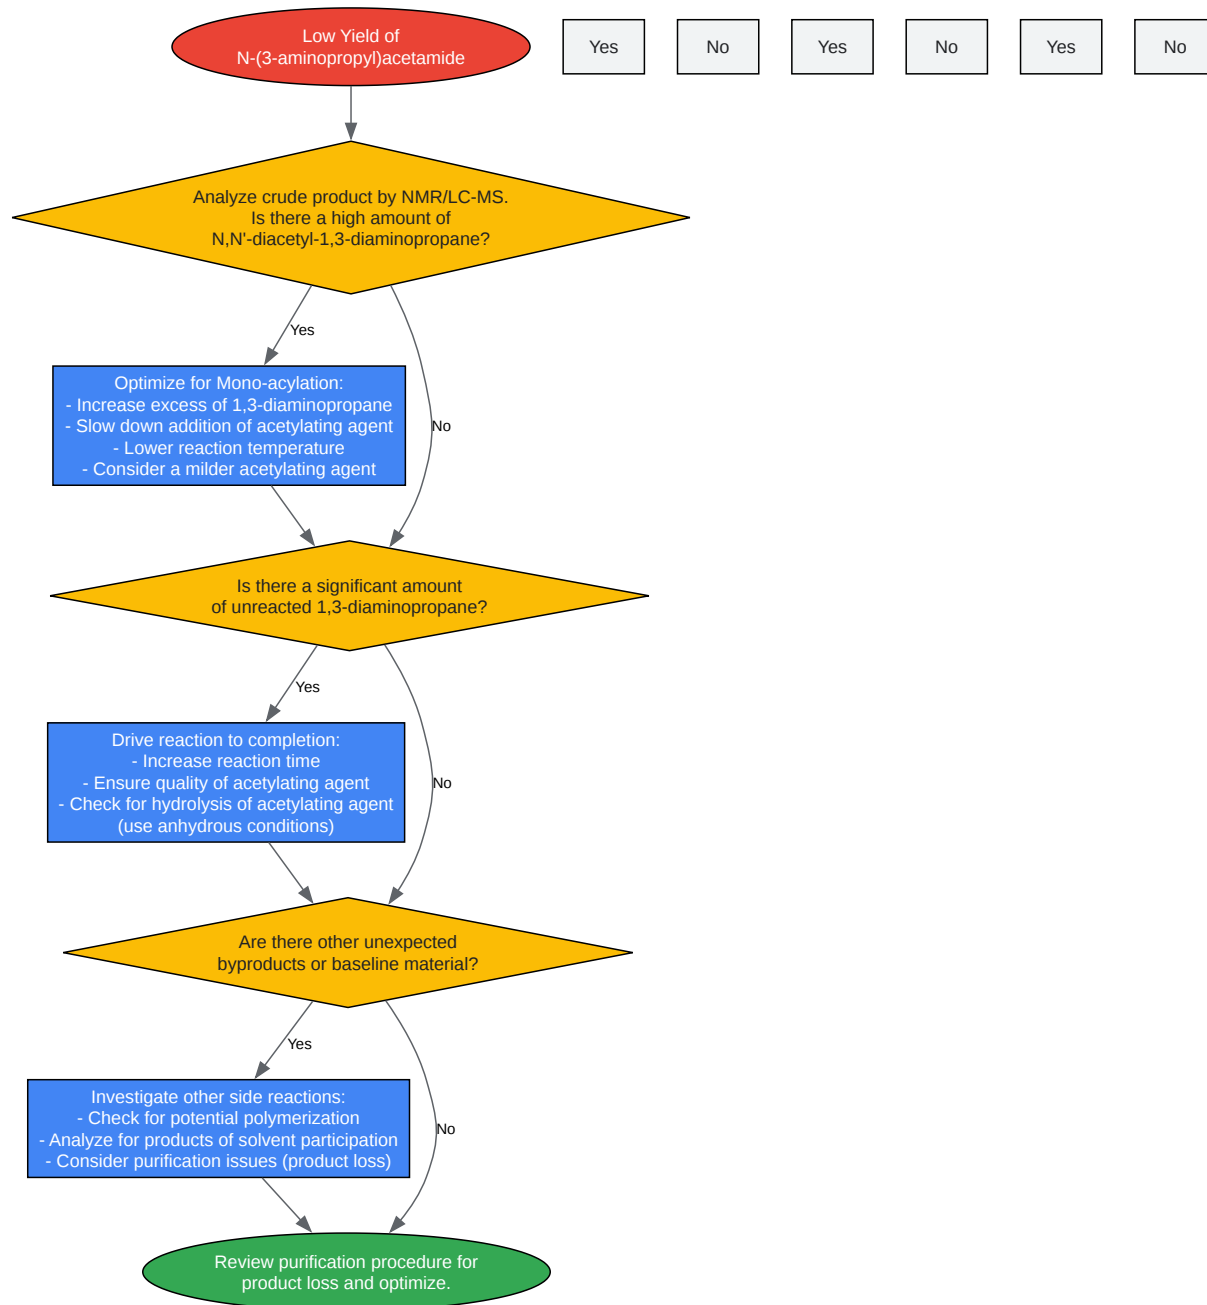 Low Yield of
N-(3-aminopropyl)acetamide
Yes
No
Yes
No
Yes
No
Analyze crude product by NMR/LC-MS.
Is there a high amount of
N,N'-diacetyl-1,3-diaminopropane?
Yes
Optimize for Mono-acylation:
- Increase excess of 1,3-diaminopropane
- Slow down addition of acetylating agent
- Lower reaction temperature
- Consider a milder acetylating agent
No
Is there a significant amount
of unreacted 1,3-diaminopropane?
Yes
Drive reaction to completion:
- Increase reaction time
- Ensure quality of acetylating agent
- Check for hydrolysis of acetylating agent
(use anhydrous conditions)
No
Are there other unexpected
byproducts or baseline material?
Yes
Investigate other side reactions:
- Check for potential polymerization
- Analyze for products of solvent participation
- Consider purification issues (product loss)
No
Review purification procedure for
product loss and optimize.